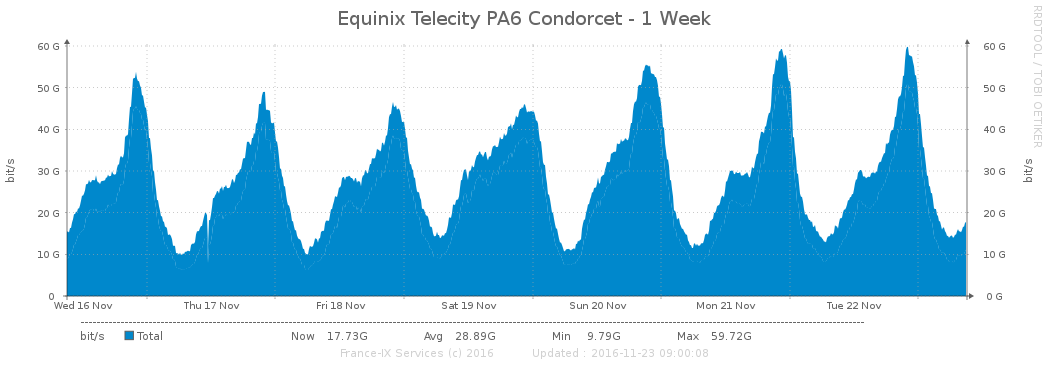 Equinix Telecity PA6 Condorcet - 1 Week
RRDTOOL / TOBI OETIKER
60 G 60 G
50 G 50 G
40 G 40 G
30 G 30 G
20 G 20 G
10 G 10 G
0 0 G
bit/s bit/s
Wed 16 Nov Thu 17 Nov Fri 18 Nov Sat 19 Nov Sun 20 Nov Mon 21 Nov Tue 22 Nov
bit/s Total Now 17.73G Avg 28.89G Min 9.79G Max 59.72G
France-IX Services (c) 2016 Updated : 2016-11-23 09:00:08